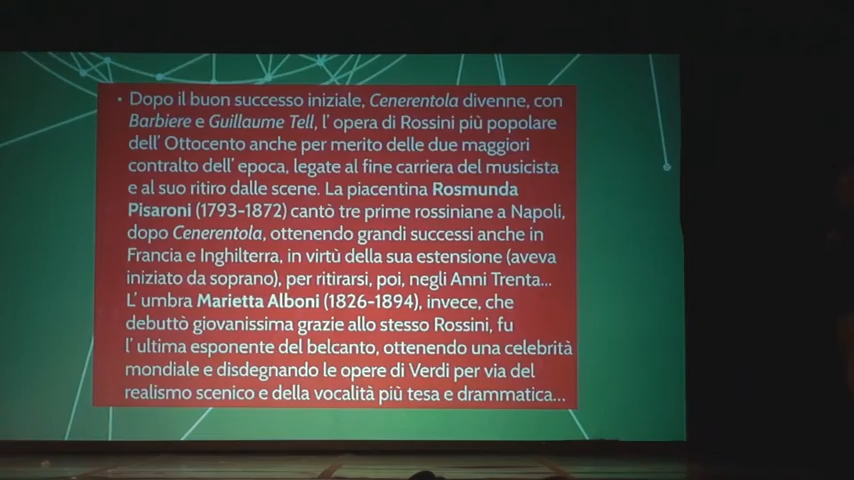 • Dopo il buon successo iniziale, Cenerentola divenne, con
Barbiere e Guillaume Tell, l' opera di Rossini più popolare
dell' Ottocento anche per merito delle due maggiori
contralto dell' epoca, legate al fine carriera del musicista
e al suo ritiro dalle scene. La piacentina Rosmunda
Pisaroni (1793-1872) cantò tre prime rossiniane a Napoli,
dopo Cenerentola, ottenendo grandi successi anche in
Francia e Inghilterra, in virtù della sua estensione (aveva
iniziato da soprano), per ritirarsi, poi, negli Anni Trenta...
L' umbra Marietta Alboni (1826-1894), invece, che
debuttò giovanissima grazie allo stesso Rossini, fu
l' ultima esponente del belcanto, ottenendo una celebrità
mondiale e disdegnando le opere di Verdi per via del
realismo scenico e della vocalità più tesa e drammatica...